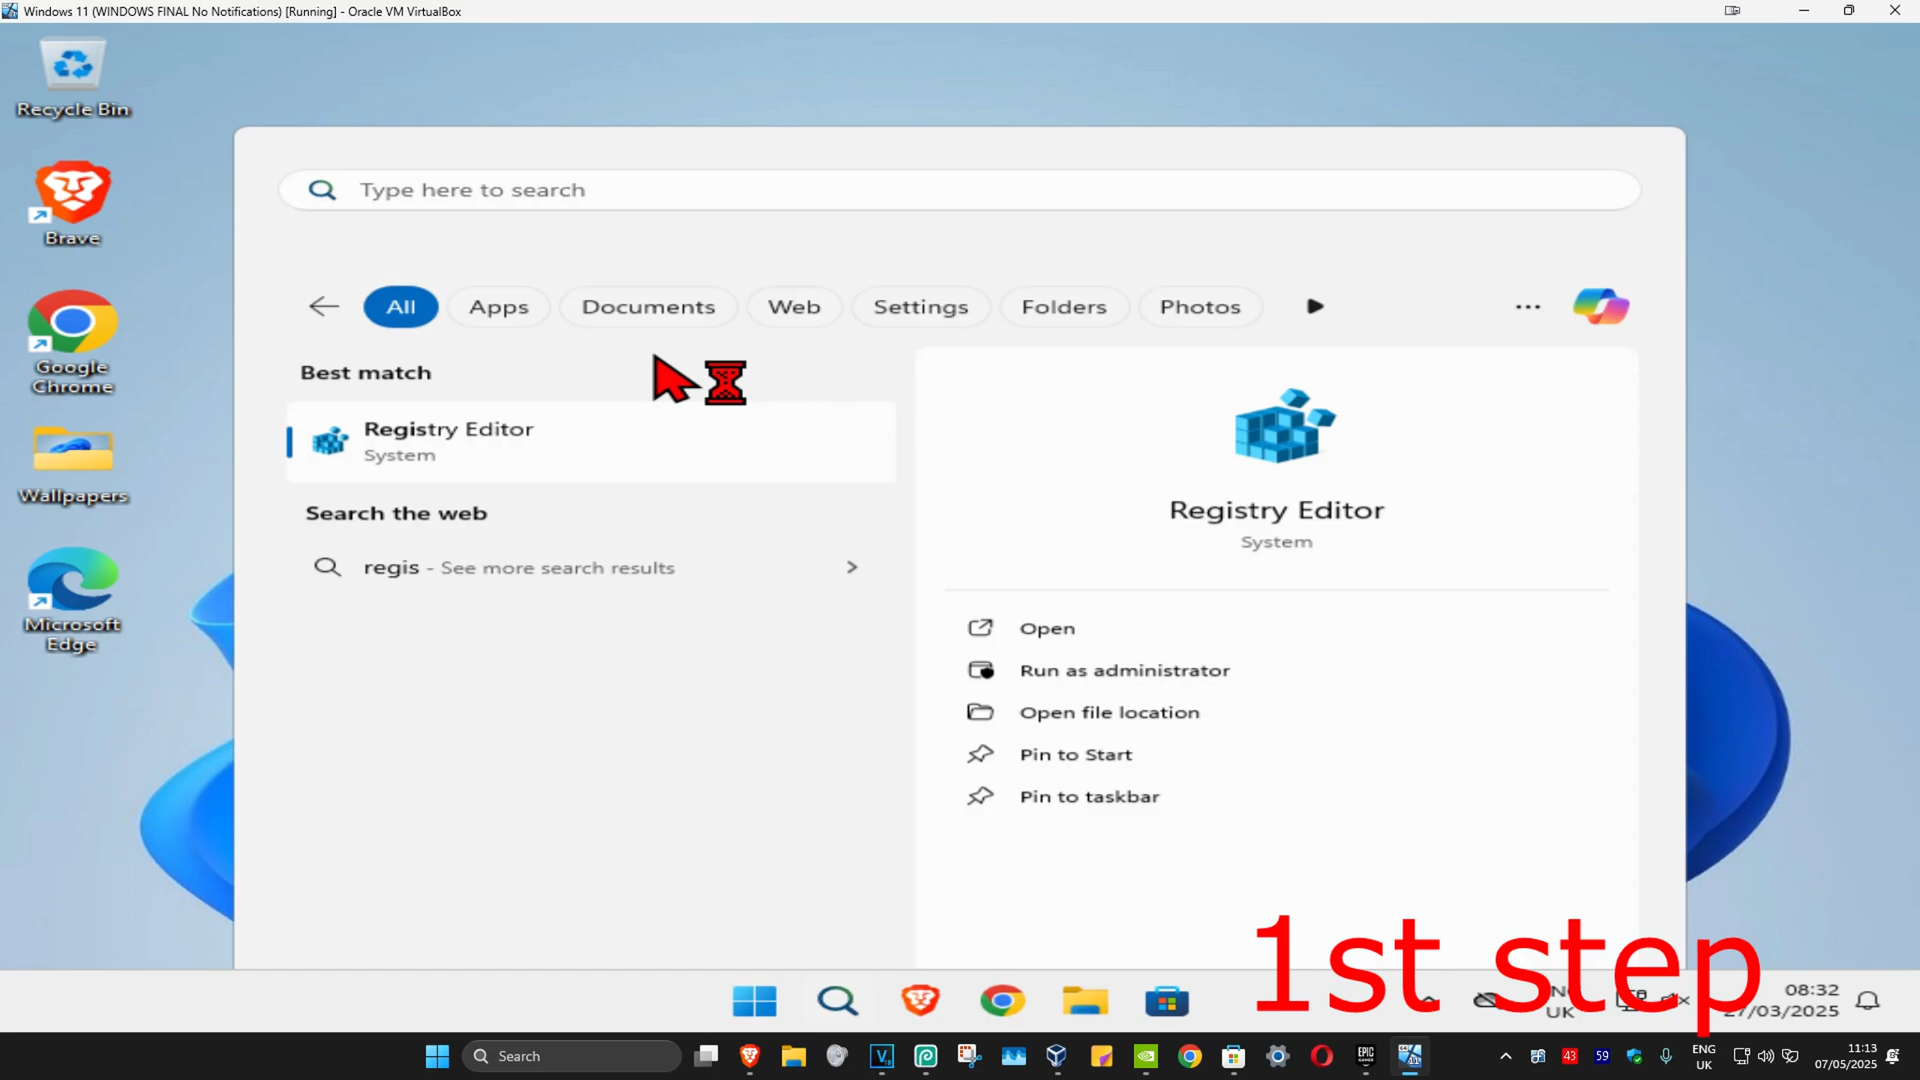 Windows 11 (WINDOWS FINAL No Notifications) [Running] - Oracle VM VirtualBox
Recycle Bin
Brave
Google
Chrome
Wallpapers
Microsoft
Edge
Type here to search
All Apps Documents Web Settings Folders Photos
Best match
Registry Editor
System
Search the web
regis - See more search results
Registry Editor
System
Open
Run as administrator
Open file location
Pin to Start
Pin to taskbar
1st step
UK
08:32
27/03/2025
Search
43
59
ENG
UK
11:13
07/05/2025